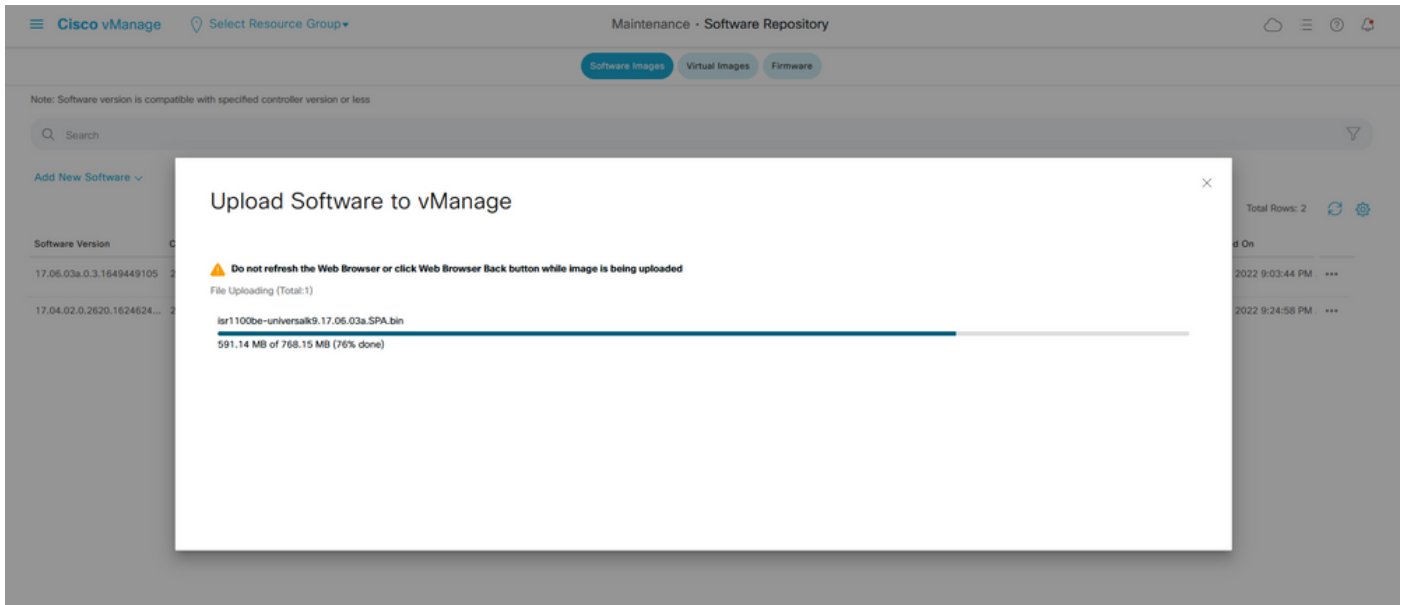 Cisco vManage Select Resource Group Maintenance · Software Repository
Software Images Virtual Images Firmware
Note: Software version is compatible with specified controller version or less
Search
Add New Software
Upload Software to vManage
Total Rows: 2
Software Version C d On
Do not refresh the Web Browser or click Web Browser Back button while image is being uploaded
17.06.03a.0.3.1649449105 2 2022 9:03:44 PM
File Uploading (Total:1)
17.04.02.0.2620.1624624... 2 2022 9:24:58 PM
isr1100be-universalk9.17.06.03a.SPA.bin
591.14 MB of 768.15 MB (76% done)